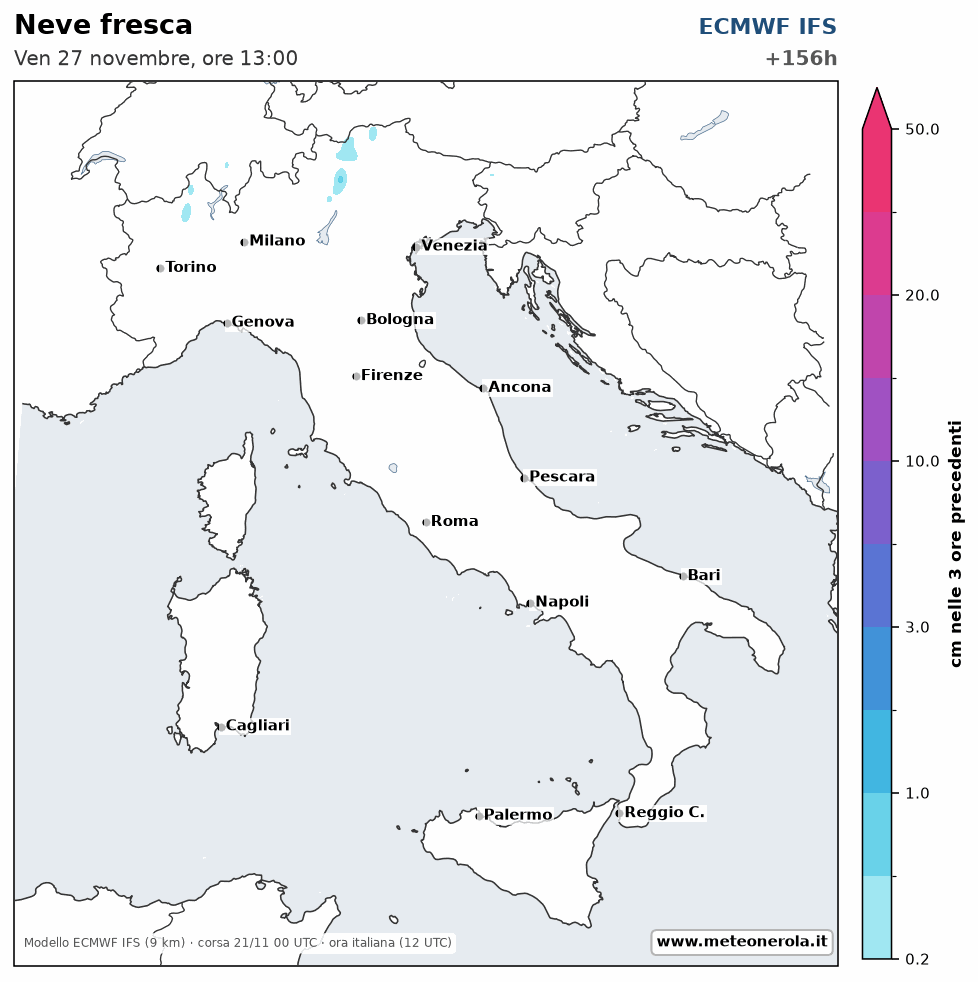 Neve fresca
ECMWF IFS
Ven 27 novembre, ore 13:00
+156h
50.0
20.0
10.0
3.0
1.0
0.2
cm nelle 3 ore precedenti
Milano
Venezia
Torino
Genova
Bologna
Firenze
Ancona
Pescara
Roma
Bari
Napoli
Cagliari
Palermo
Reggio C.
Modello ECMWF IFS (9 km) · corsa 21/11 00 UTC · ora italiana (12 UTC)
www.meteonerola.it